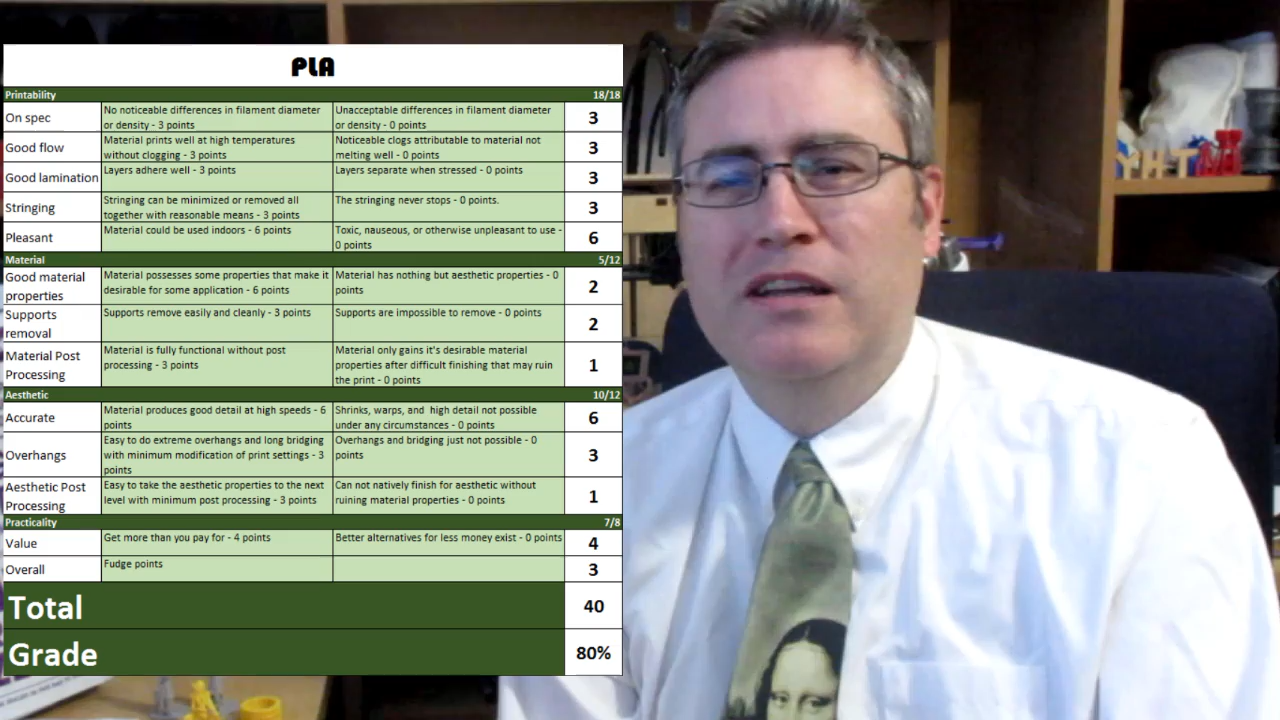 PLA
Printability 18/18
On spec No noticeable differences in filament diameter or density - 3 points Unacceptable differences in filament diameter or density - 0 points 3
Good flow Material prints well at high temperatures without clogging - 3 points Noticeable clogs attributable to material not melting well - 0 points 3
Good lamination Layers adhere well - 3 points Layers separate when stressed - 0 points 3
Stringing Stringing can be minimized or removed all together with reasonable means - 3 points The stringing never stops - 0 points. 3
Pleasant Material could be used indoors - 6 points Toxic, nauseous, or otherwise unpleasant to use - 0 points 6
Material 5/12
Good material properties Material possesses some properties that make it desirable for some application - 6 points Material has nothing but aesthetic properties - 0 points 2
Supports removal Supports remove easily and cleanly - 3 points Supports are impossible to remove - 0 points 2
Material Post Processing Material is fully functional without post processing - 3 points Material only gains it's desirable material properties after difficult finishing that may ruin the print - 0 points 1
Aesthetic 10/12
Accurate Material produces good detail at high speeds - 6 points Shrinks, warps, and high detail not possible under any circumstances - 0 points 6
Overhangs Easy to do extreme overhangs and long bridging with minimum modification of print settings - 3 points Overhangs and bridging just not possible - 0 points 3
Aesthetic Post Processing Easy to take the aesthetic properties to the next level with minimum post processing - 3 points Can not natively finish for aesthetic without ruining material properties - 0 points 1
Practicality 7/8
Value Get more than you pay for - 4 points Better alternatives for less money exist - 0 points 4
Overall Fudge points 3
Total 40
Grade 80%